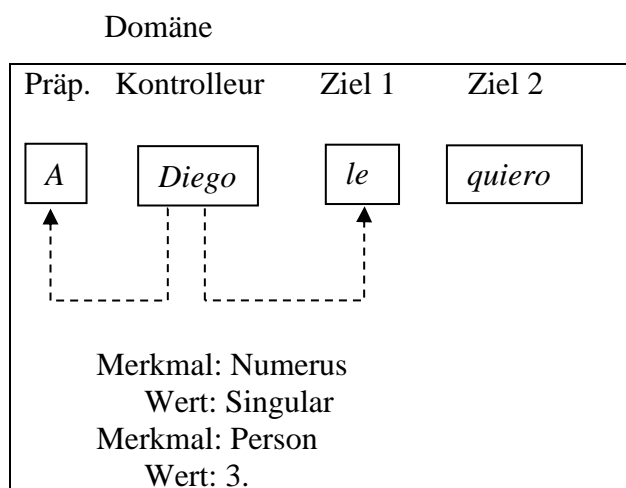 Domäne
Präp. Kontrolleur Ziel 1 Ziel 2
A Diego le quiero
Merkmal: Numerus
Wert: Singular
Merkmal: Person
Wert: 3.